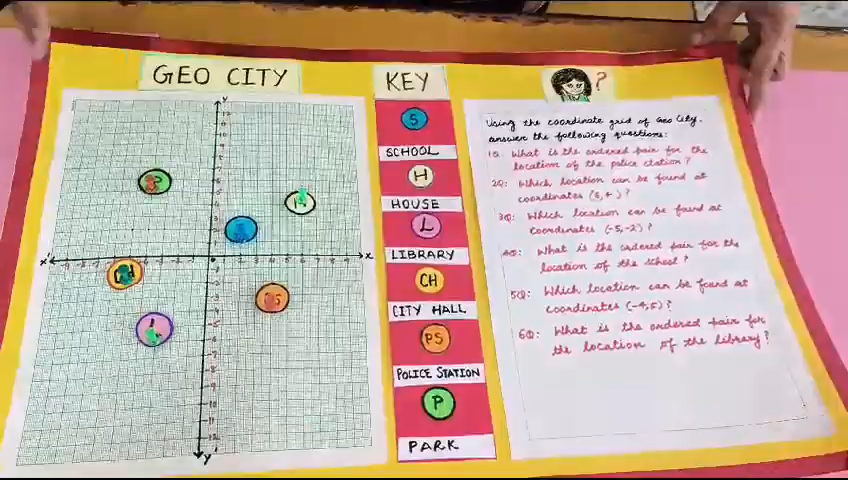 GEO CITY
KEY
?
S
SCHOOL
H
HOUSE
L
LIBRARY
CH
CITY HALL
PS
POLICE STATION
P
PARK
Using the coordinate grid of Geo City,
answer the following questions:
1Q: What is the ordered pair for the
location of the police station?
2Q: Which location can be found at
coordinates (6,4)?
3Q: Which location can be found at
coordinates (-5,-2)?
4Q: What is the ordered pair for the
location of the school?
5Q: Which location can be found at
coordinates (-4,5)?
6Q: What is the ordered pair for
the location of the library?
Y
X'
X
Y'